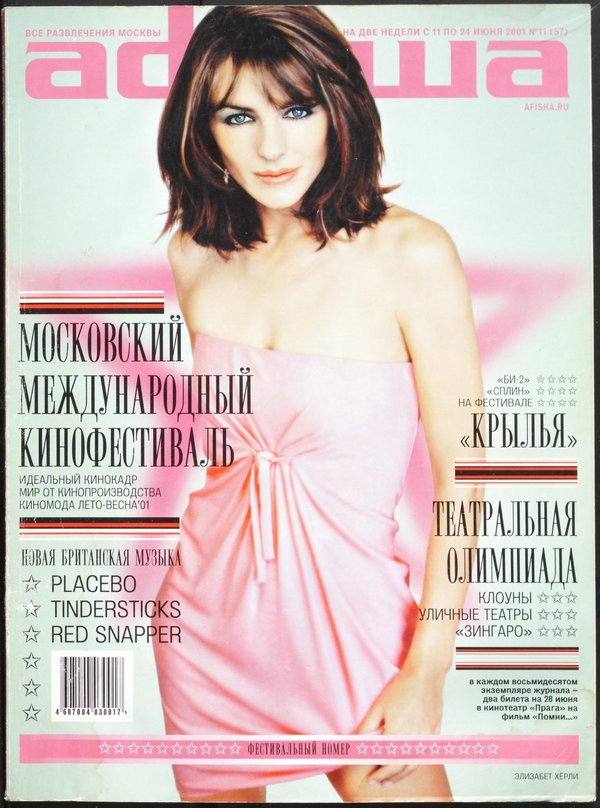 ВСЕ РАЗВЛЕЧЕНИЯ МОСКВЫ
НА ДВЕ НЕДЕЛИ С 11 ПО 24 ИЮНЯ 2001 №11 (57)
афиша
AFISHA.RU
МОСКОВСКИЙ
МЕЖДУНАРОДНЫЙ
КИНОФЕСТИВАЛЬ
ИДЕАЛЬНЫЙ КИНОКАДР
МИР ОТ КИНОПРОИЗВОДСТВА
КИНОМОДА ЛЕТО-ВЕСНА'01
НОВАЯ БРИТАНСКАЯ МУЗЫКА
PLACEBO
TINDERSTICKS
RED SNAPPER
4 607004 030017
«БИ-2»
«СПЛИН»
НА ФЕСТИВАЛЕ
«КРЫЛЬЯ»
ТЕАТРАЛЬНАЯ
ОЛИМПИАДА
КЛОУНЫ
УЛИЧНЫЕ ТЕАТРЫ
«ЗИНГАРО»
в каждом восьмидесятом
экземпляре журнала –
два билета на 28 июня
в кинотеатр «Прага» на
фильм «Помни...»
ФЕСТИВАЛЬНЫЙ НОМЕР
ЭЛИЗАБЕТ ХЁРЛИ